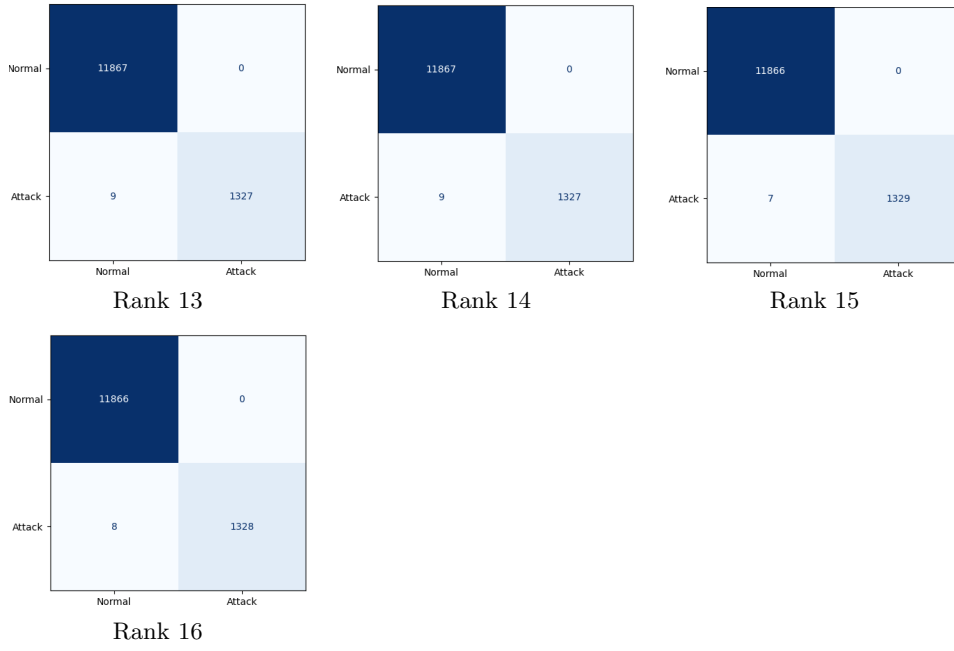 Normal 11867 0
Attack 9 1327
Normal Attack
Rank 13
Normal 11867 0
Attack 9 1327
Normal Attack
Rank 14
Normal 11866 0
Attack 7 1329
Normal Attack
Rank 15
Normal 11866 0
Attack 8 1328
Normal Attack
Rank 16